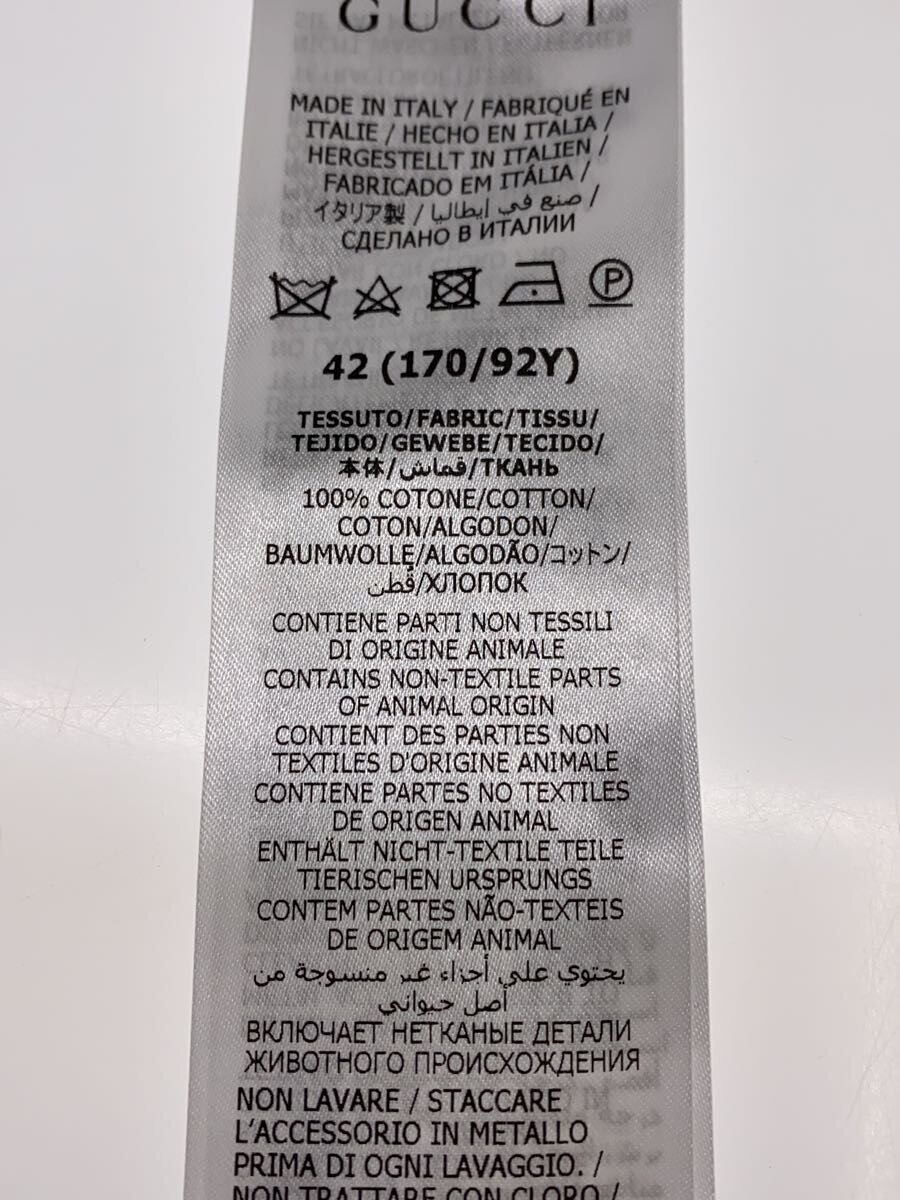 GUCCI
MADE IN ITALY / FABRIQUÉ EN
ITALIE / HECHO EN ITALIA /
HERGESTELLT IN ITALIEN /
FABRICADO EM ITÁLIA /
イタリア製 / صنع في إيطاليا /
СДЕЛАНО В ИТАЛИИ
P
42 (170/92Y)
TESSUTO/FABRIC/TISSU/
TEJIDO/GEWEBE/TECIDO/
本体/قماش/ТКАНЬ
100% COTONE/COTTON/
COTON/ALGODON/
BAUMWOLLE/ALGODÃO/コットン/
قطن/ХЛОПОК
CONTIENE PARTI NON TESSILI
DI ORIGINE ANIMALE
CONTAINS NON-TEXTILE PARTS
OF ANIMAL ORIGIN
CONTIENT DES PARTIES NON
TEXTILES D'ORIGINE ANIMALE
CONTIENE PARTES NO TEXTILES
DE ORIGEN ANIMAL
ENTHÄLT NICHT-TEXTILE TEILE
TIERISCHEN URSPRUNGS
CONTEM PARTES NÃO-TEXTEIS
DE ORIGEM ANIMAL
يحتوي على أجزاء غير منسوجة من
أصل حيواني
ВКЛЮЧАЕТ НЕТКАНЫЕ ДЕТАЛИ
ЖИВОТНОГО ПРОИСХОЖДЕНИЯ
NON LAVARE / STACCARE
L'ACCESSORIO IN METALLO
PRIMA DI OGNI LAVAGGIO. /
NON TRATTARE CON CLORO /